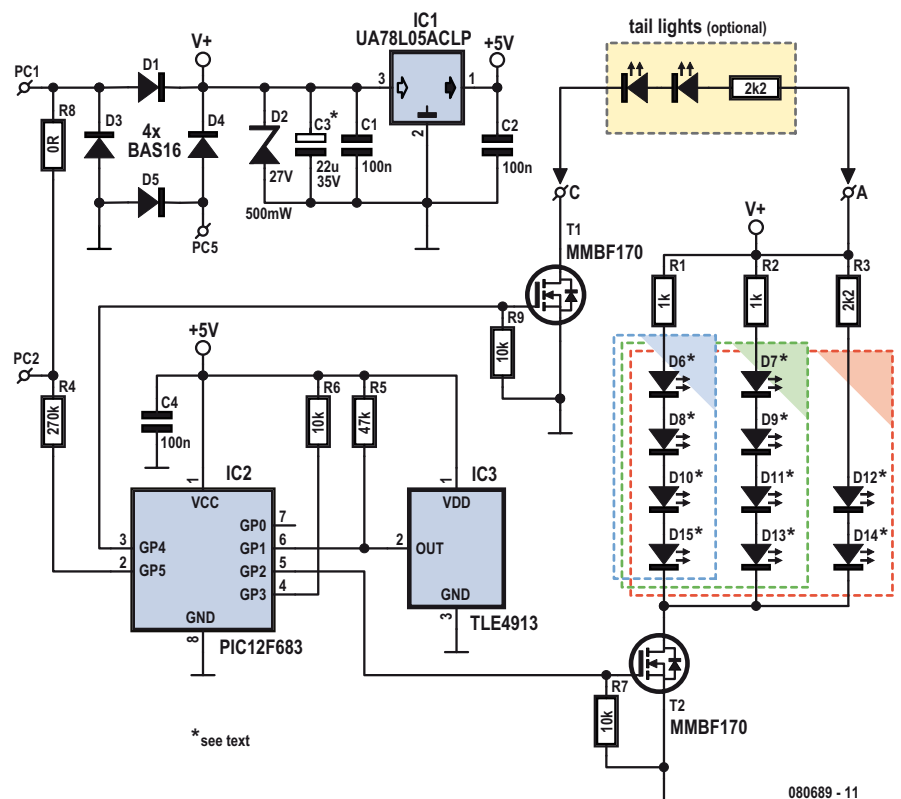 IC1
UA78L05ACLP
tail lights (optional)
V+
+5V
PC1
D1
3
1
2
2k2
R8
0R
D3
4x
BAS16
D4
D5
PC5
D2
27V
500mW
C3*
22u
35V
C1
100n
C2
100n
C
A
T1
MMBF170
V+
R1
1k
R2
1k
R3
2k2
R9
10k
+5V
PC2
R4
270k
C4
100n
R6
10k
R5
47k
D6*
D7*
D8*
D9*
D10*
D11*
D12*
D15*
D13*
D14*
IC2
1
VCC
3
GP4
2
GP5
GP0
7
GP1
6
GP2
5
GP3
4
GND
8
PIC12F683
IC3
1
VDD
2
OUT
GND
3
TLE4913
R7
10k
T2
MMBF170
*see text
080689 - 11